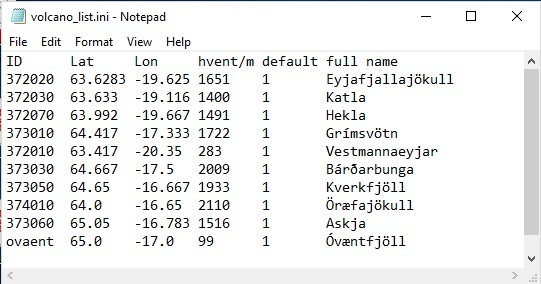 volcano_list.ini - Notepad
File Edit Format View Help
ID Lat Lon hvent/m default full name
372020 63.6283 -19.625 1651 1 Eyjafjallajökull
372030 63.633 -19.116 1400 1 Katla
372070 63.992 -19.667 1491 1 Hekla
373010 64.417 -17.333 1722 1 Grímsvötn
372010 63.417 -20.35 283 1 Vestmannaeyjar
373030 64.667 -17.5 2009 1 Bárðarbunga
373050 64.65 -16.667 1933 1 Kverkfjöll
374010 64.0 -16.65 2110 1 Öræfajökull
373060 65.05 -16.783 1516 1 Askja
ovaent 65.0 -17.0 99 1 Óvæntfjöll